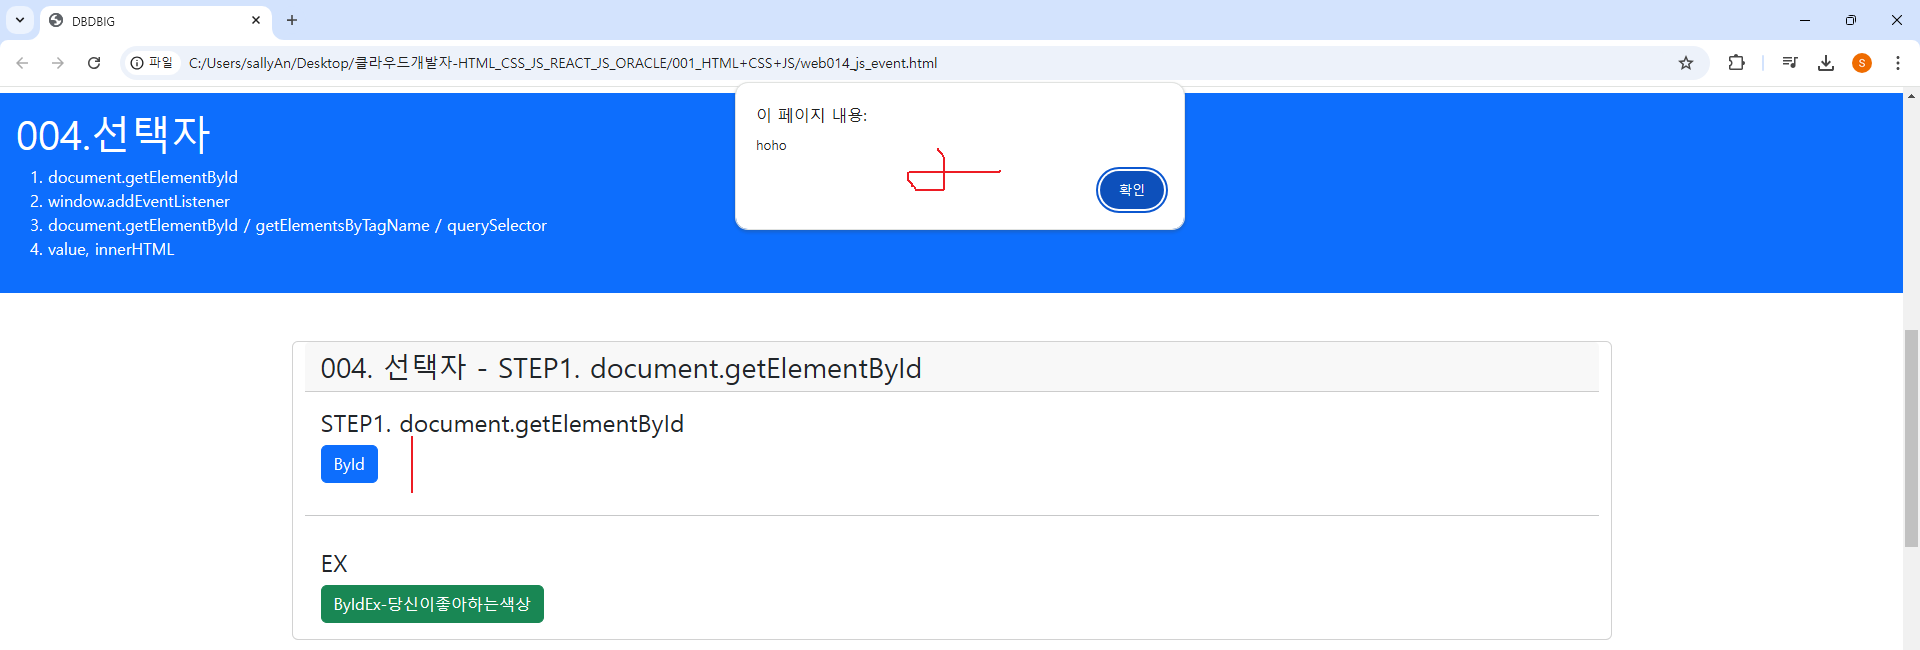 DBDBIG
파일
C:/Users/sallyAn/Desktop/클라우드개발자-HTML_CSS_JS_REACT_JS_ORACLE/001_HTML+CSS+JS/web014_js_event.html
S
이 페이지 내용:
hoho
확인
004.선택자
1. document.getElementById
2. window.addEventListener
3. document.getElementById / getElementsByTagName / querySelector
4. value, innerHTML
004. 선택자 - STEP1. document.getElementById
STEP1. document.getElementById
ById
EX
ByIdEx-당신이좋아하는색상